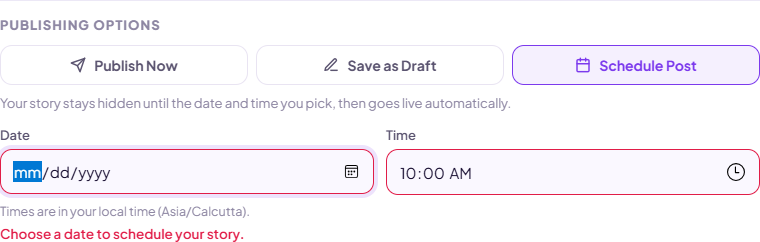 PUBLISHING OPTIONS
Publish Now Save as Draft Schedule Post
Your story stays hidden until the date and time you pick, then goes live automatically.
Date Time
mm/dd/yyyy 10:00 AM
Times are in your local time (Asia/Calcutta).
Choose a date to schedule your story.